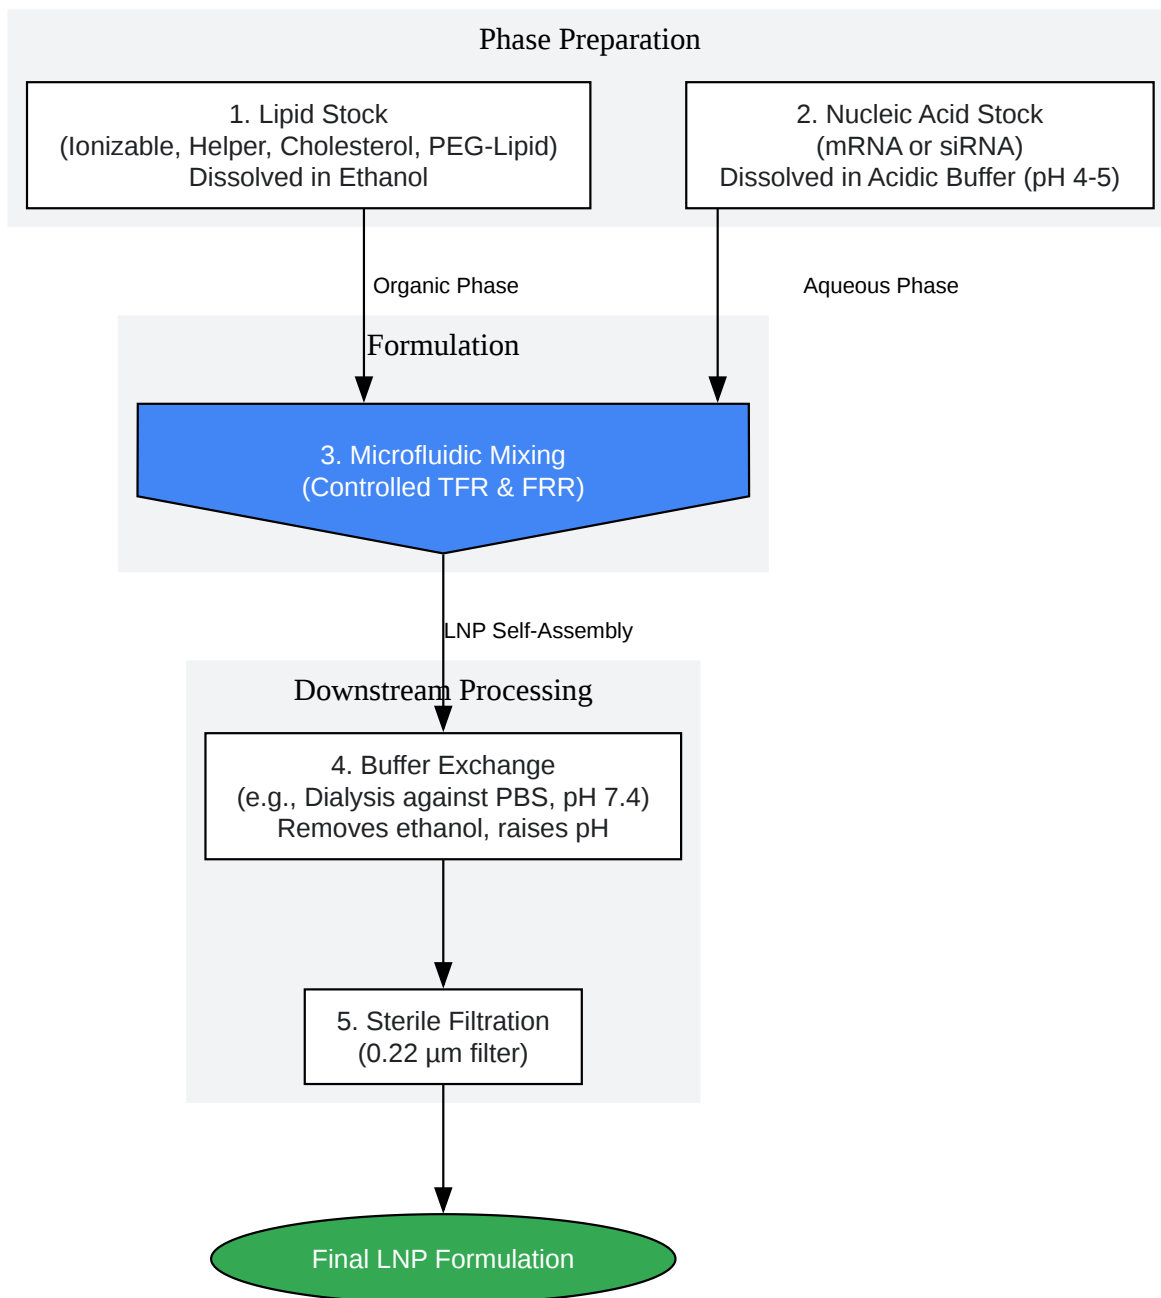 Phase Preparation
1. Lipid Stock
(Ionizable, Helper, Cholesterol, PEG-Lipid)
Dissolved in Ethanol
2. Nucleic Acid Stock
(mRNA or siRNA)
Dissolved in Acidic Buffer (pH 4-5)
Organic Phase
Aqueous Phase
Formulation
3. Microfluidic Mixing
(Controlled TFR & FRR)
LNP Self-Assembly
Downstream Processing
4. Buffer Exchange
(e.g., Dialysis against PBS, pH 7.4)
Removes ethanol, raises pH
5. Sterile Filtration
(0.22 µm filter)
Final LNP Formulation